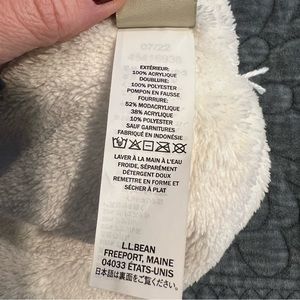 07/22
EXTÉRIEUR:
100% ACRYLIQUE
DOUBLURE:
100% POLYESTER
POMPON EN FAUSSE
FOURRURE:
52% MODACRYLIQUE
38% ACRYLIQUE
10% POLYESTER
SAUF GARNITURES
FABRIQUÉ EN INDONÉSIE
LAVER À LA MAIN À L'EAU
FROIDE, SÉPARÉMENT
DÉTERGENT DOUX
REMETTRE EN FORME ET
SÉCHER À PLAT
L.L.BEAN
FREEPORT, MAINE
04033 ÉTATS-UNIS
日本語は裏面をご覧下さい